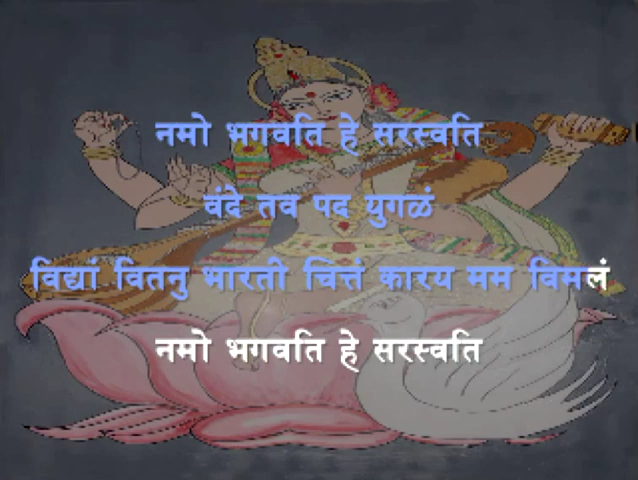 नमो भगवति हे सरस्वति
वंदे तव पद युगळं
विद्यां वितनु भारती चित्तं कारय मम विमलं
नमो भगवति हे सरस्वति